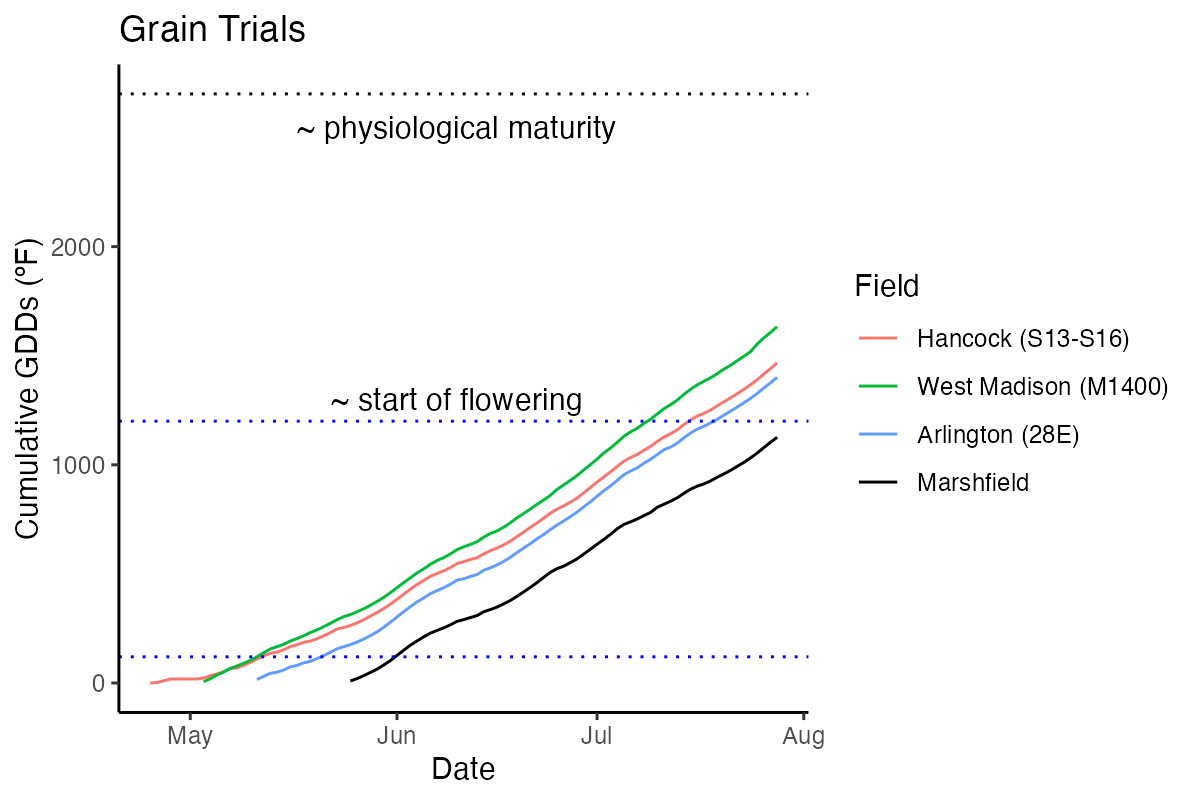 Grain Trials
~ physiological maturity
~ start of flowering
Cumulative GDDs (°F)
2000
1000
0
May
Jun
Jul
Aug
Date
Field
Hancock (S13-S16)
West Madison (M1400)
Arlington (28E)
Marshfield